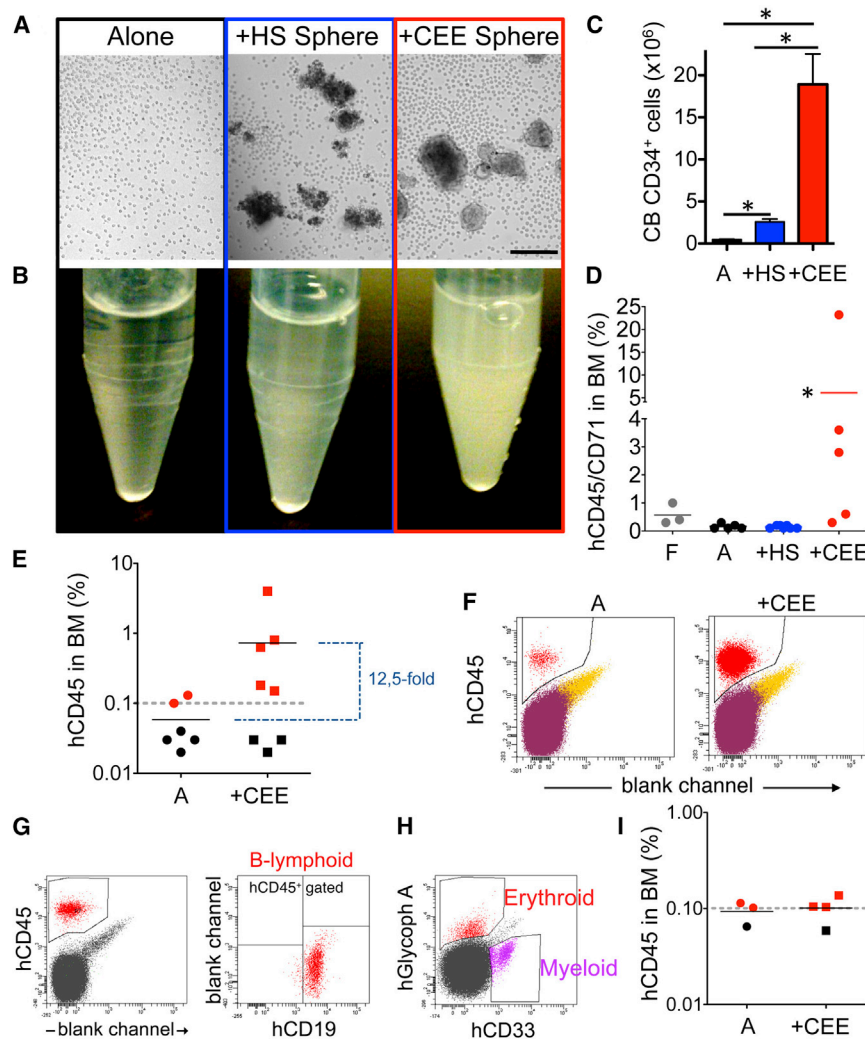 A
Alone
+HS Sphere
+CEE Sphere
B
C
CB CD34⁺ cells (x10⁶)
20
15
10
5
0
A +HS +CEE
*
*
*
D
hCD45/CD71 in BM (%)
25
20
15
10
5
4
3
2
1
0
*
F A +HS +CEE
E
hCD45 in BM (%)
10
1
0.1
0.01
12,5-fold
A +CEE
F
A
+CEE
hCD45
blank channel
G
hCD45
–blank channel→
B-lymphoid
hCD45⁺ gated
blank channel
hCD19
H
hGlycoph A
Erythroid
Myeloid
hCD33
I
hCD45 in BM (%)
1.00
0.10
0.01
A +CEE